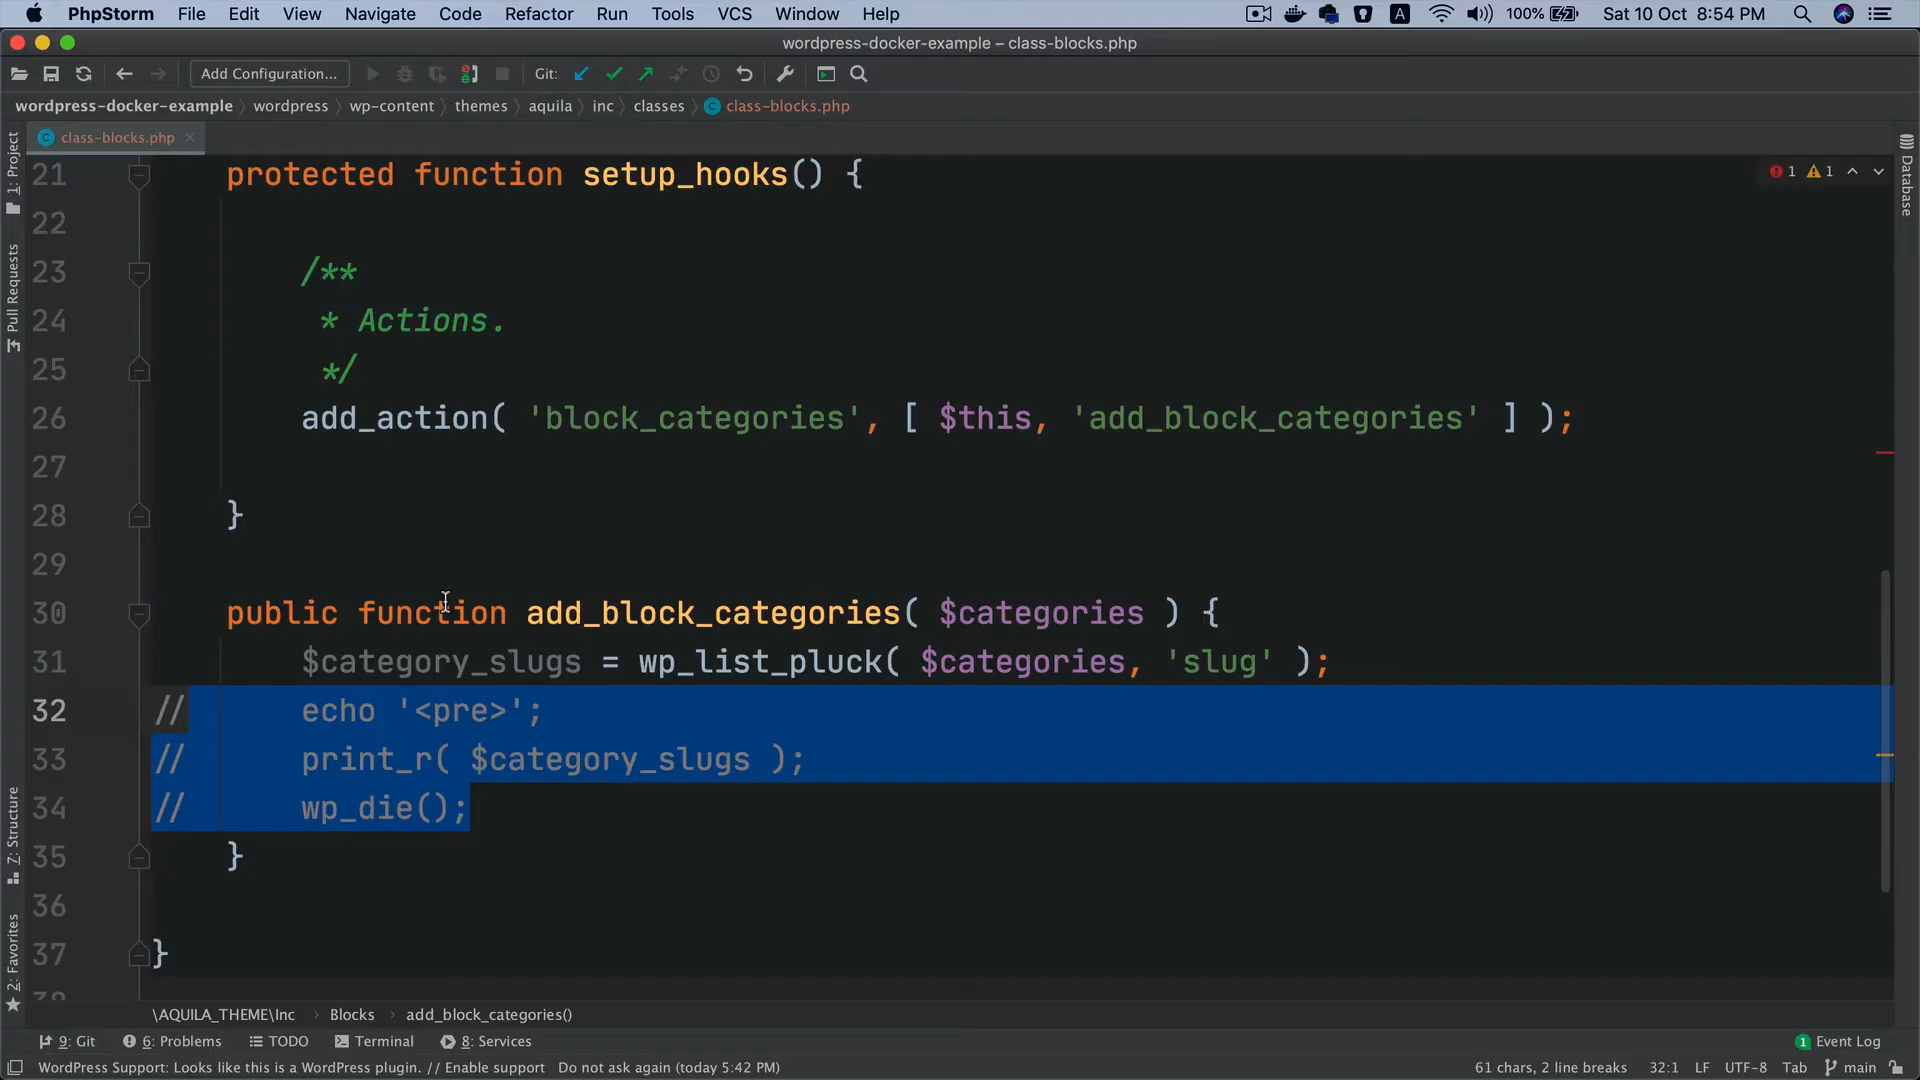 PhpStorm File Edit View Navigate Code Refactor Run Tools VCS Window Help A 100% Sat 10 Oct 8:54 PM
wordpress-docker-example – class-blocks.php
Add Configuration... Git:
wordpress-docker-example wordpress wp-content themes aquila inc classes class-blocks.php
class-blocks.php
1: Project
Pull Requests
7: Structure
2: Favorites
Database
1 1
21 protected function setup_hooks() {
22
23 /**
24 * Actions.
25 */
26 add_action( 'block_categories', [ $this, 'add_block_categories' ] );
27
28 }
29
30 public function add_block_categories( $categories ) {
31 $category_slugs = wp_list_pluck( $categories, 'slug' );
32 // echo '<pre>';
33 // print_r( $category_slugs );
34 // wp_die();
35 }
36
37 }
38
\AQUILA_THEME\Inc Blocks add_block_categories()
9: Git 6: Problems TODO Terminal 8: Services 1 Event Log
WordPress Support: Looks like this is a WordPress plugin. // Enable support Do not ask again (today 5:42 PM) 61 chars, 2 line breaks 32:1 LF UTF-8 Tab main